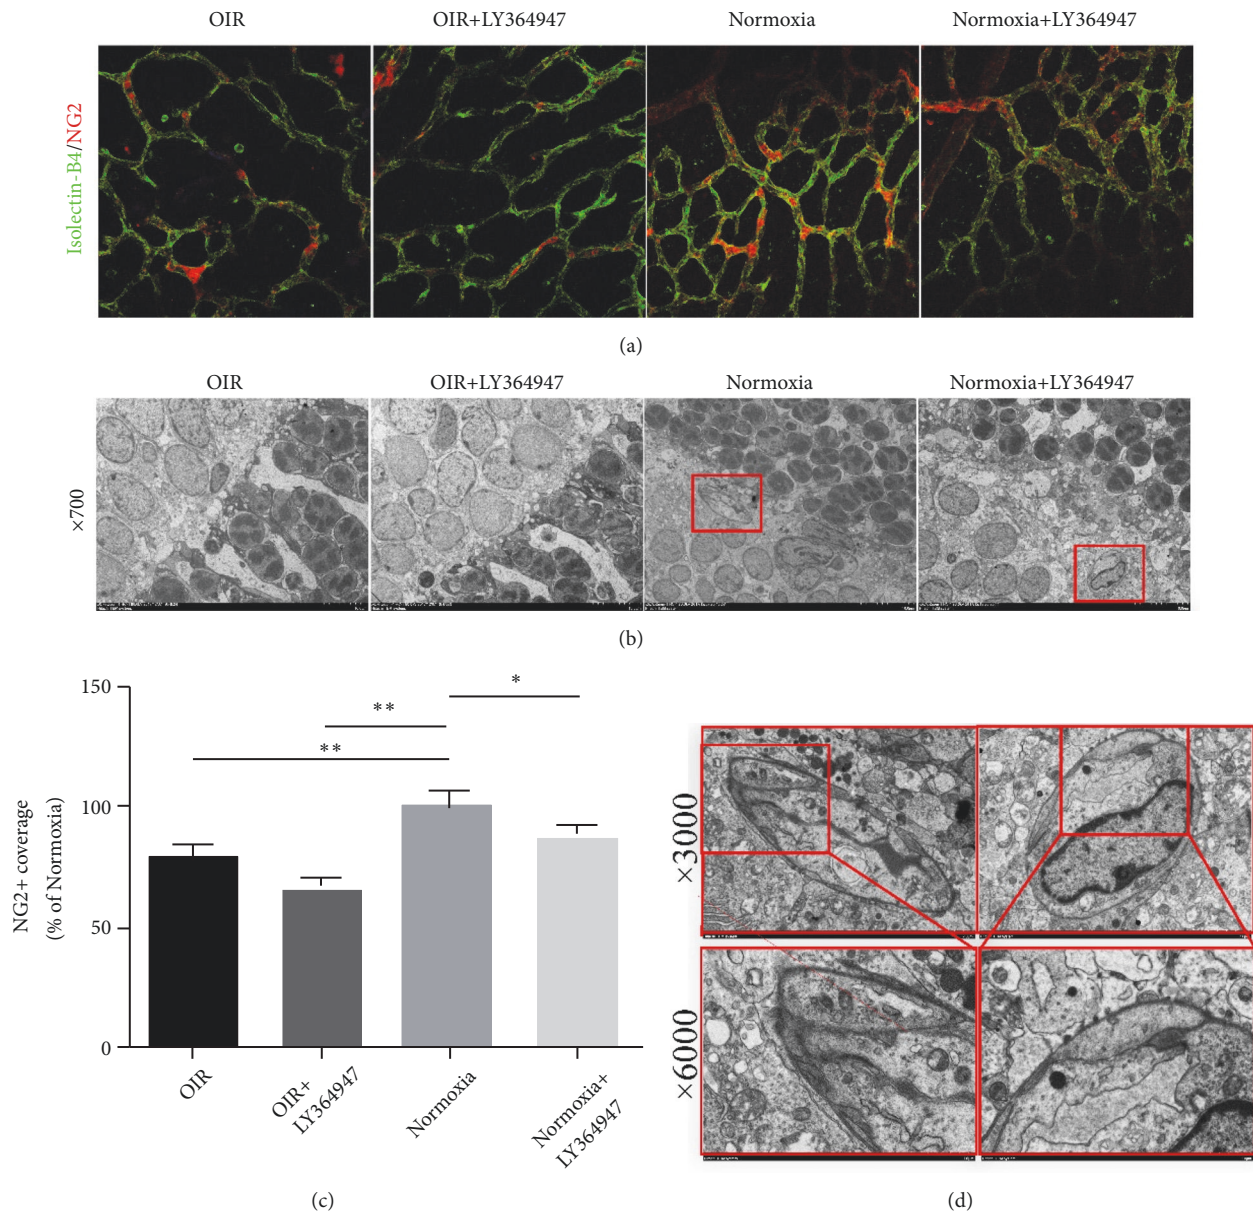 OIR OIR+LY364947 Normoxia Normoxia+LY364947
Isolectin-B4/NG2
(a)
OIR OIR+LY364947 Normoxia Normoxia+LY364947
×700
(b)
150
100
50
0
NG2+ coverage
(% of Normoxia)
**
**
*
OIR
OIR+
LY364947
Normoxia
Normoxia+
LY364947
(c)
×3000
×6000
(d)